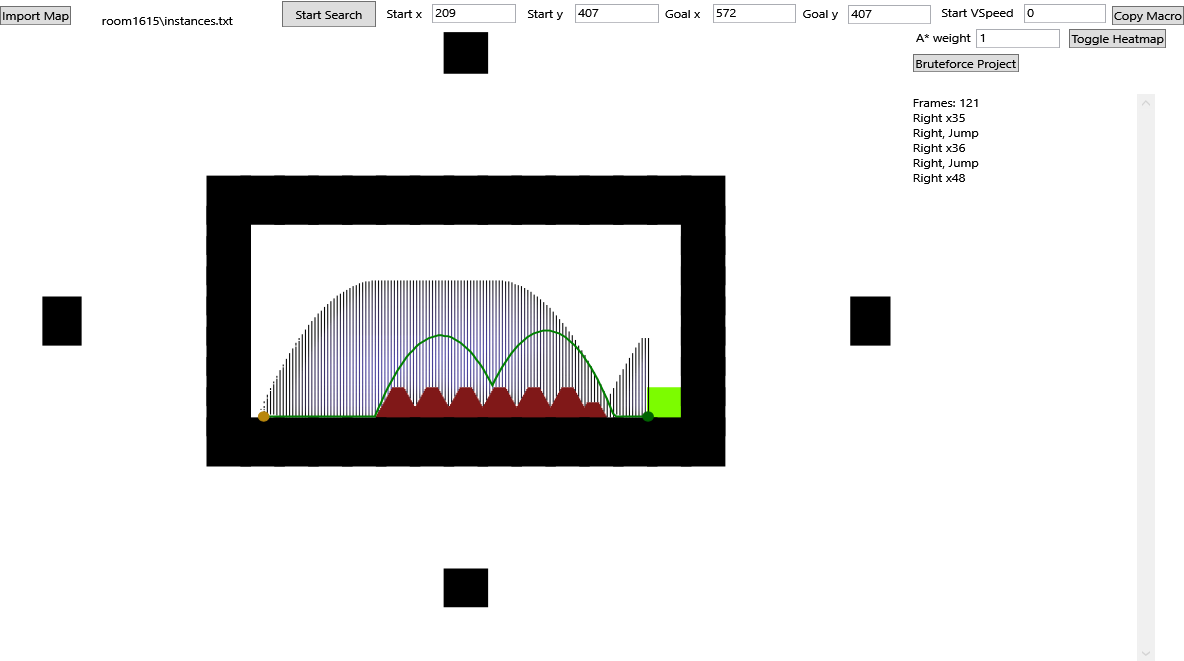 Import Map
room1615\instances.txt
Start Search
Start x 209
Start y 407
Goal x 572
Goal y 407
Start VSpeed 0
Copy Macro
A* weight 1
Toggle Heatmap
Bruteforce Project
Frames: 121
Right x35
Right, Jump
Right x36
Right, Jump
Right x48